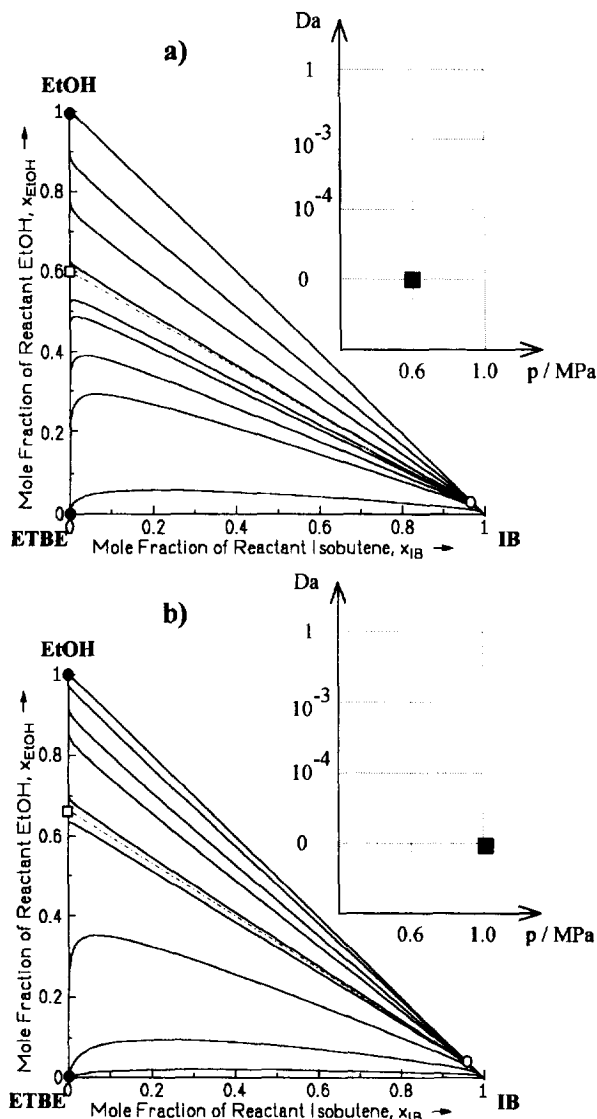 a)
Da
1
10⁻³
10⁻⁴
0
0.6 1.0 p / MPa
EtOH
Mole Fraction of Reactant EtOH, xEtOH →
1
0.8
0.6
0.4
0.2
0
0 0.2 0.4 0.6 0.8 1
ETBE
Mole Fraction of Reactant Isobutene, xIB →
IB
b)
Da
1
10⁻³
10⁻⁴
0
0.6 1.0 p / MPa
EtOH
Mole Fraction of Reactant EtOH, xEtOH →
1
0.8
0.6
0.4
0.2
0
0 0.2 0.4 0.6 0.8 1
ETBE
Mole Fraction of Reactant Isobutene, xIB →
IB